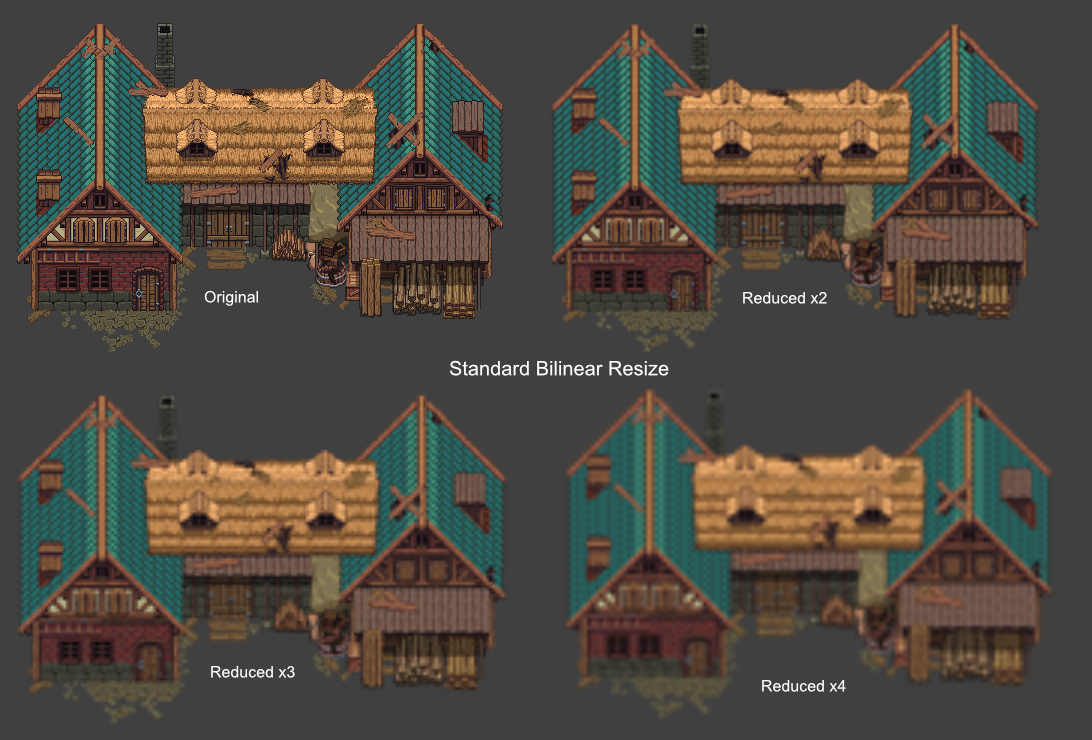 Original
Reduced x2
Standard Bilinear Resize
Reduced x3
Reduced x4